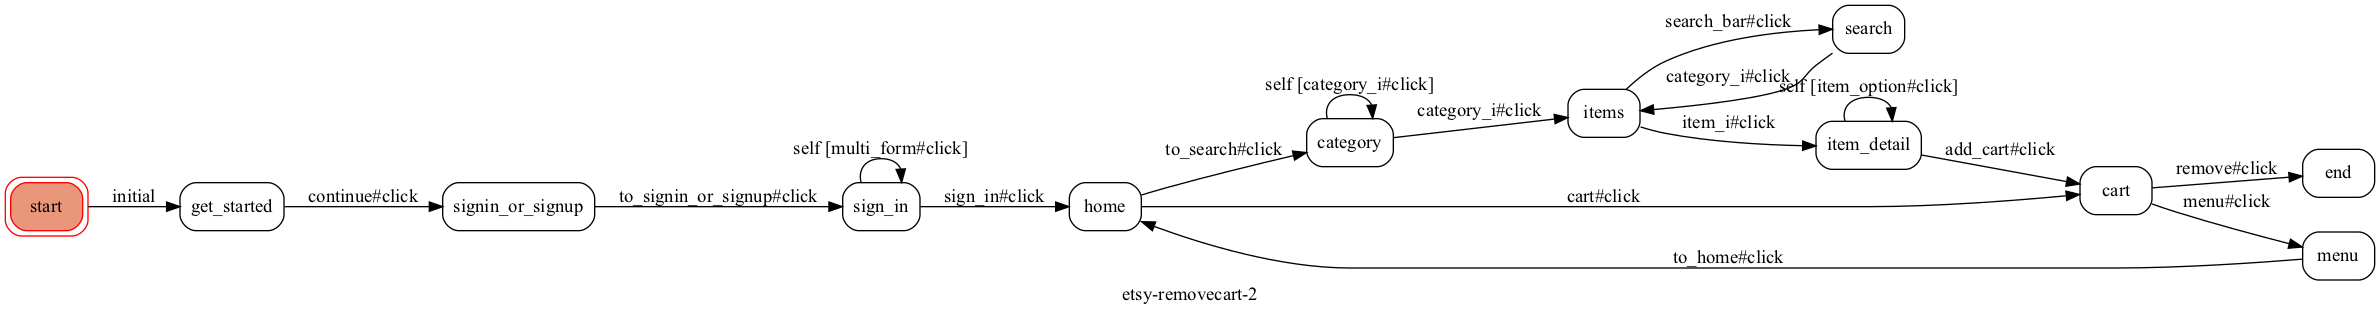 search_bar#click
search
self [category_i#click]
category_i#click
self [item_option#click]
category_i#click
items
item_i#click
to_search#click
category
item_detail
add_cart#click
self [multi_form#click]
remove#click
end
start
initial
get_started
continue#click
signin_or_signup
to_signin_or_signup#click
sign_in
sign_in#click
home
cart#click
cart
menu#click
to_home#click
menu
etsy-removecart-2